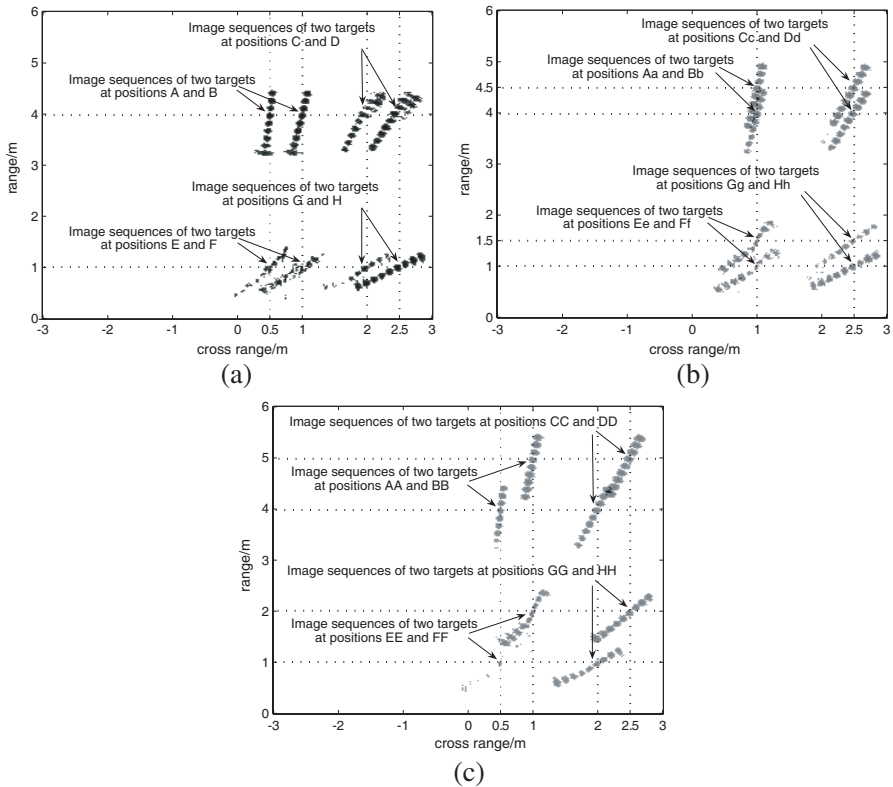 Image sequences of two targets
at positions C and D
Image sequences of two targets
at positions A and B
Image sequences of two targets
at positions G and H
Image sequences of two targets
at positions E and F
6
5
4
3
2
1
0
range/m
-3
-2
-1
0
0.5
1
2
2.5
3
cross range/m
(a)
Image sequences of two targets
at positions Cc and Dd
Image sequences of two targets
at positions Aa and Bb
Image sequences of two targets
at positions Gg and Hh
Image sequences of two targets
at positions Ee and Ff
6
5
4.5
4
3
2
1.5
1
0
range/m
-3
-2
-1
0
1
2
2.5
3
cross range/m
(b)
Image sequences of two targets at positions CC and DD
Image sequences of two targets
at positions AA and BB
Image sequences of two targets at positions GG and HH
Image sequences of two targets
at positions EE and FF
6
5
4
3
2
1
0
range/m
-3
-2
-1
0
0.5
1
2
2.5
3
cross range/m
(c)